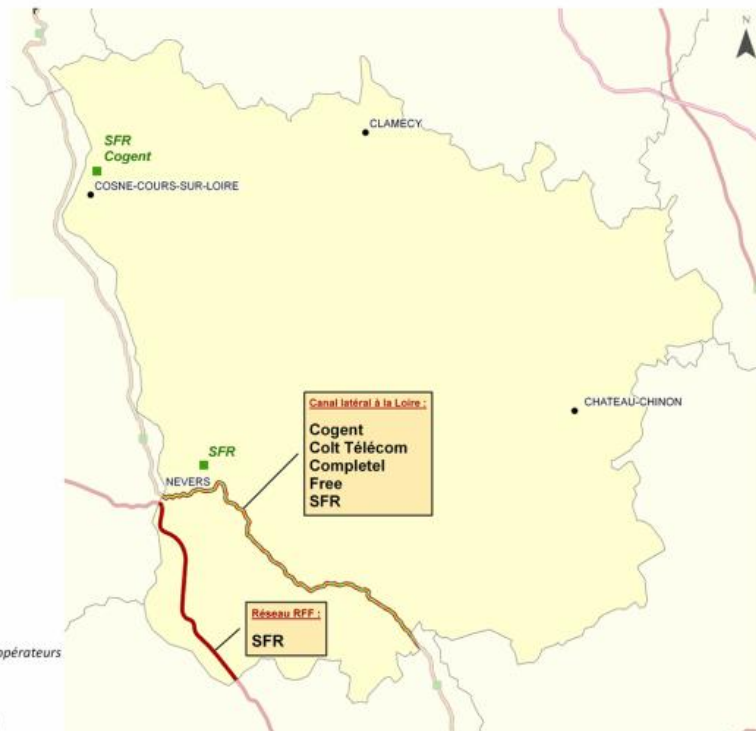 N
CLAMECY
SFR
Cogent
COSNE-COURS-SUR-LOIRE
Canal latéral à la Loire :
Cogent
Colt Télécom
Completel
Free
SFR
CHATEAU-CHINON
SFR
NEVERS
Réseau RFF :
SFR
opérateurs